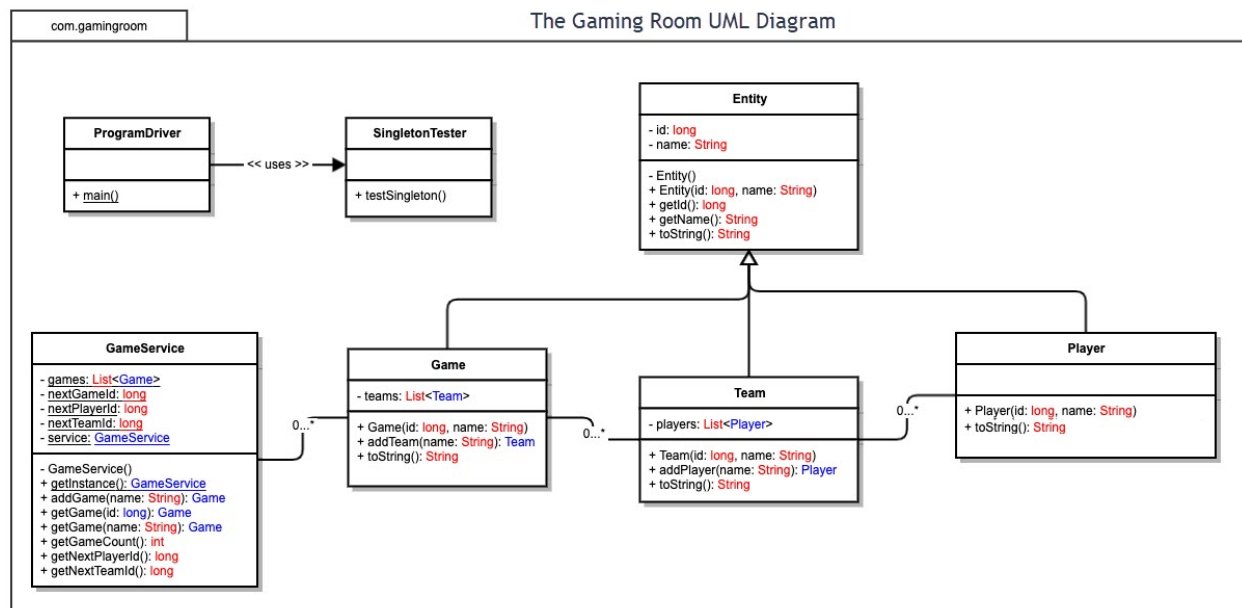 com.gamingroom
The Gaming Room UML Diagram
ProgramDriver
+ main()
<< uses >>
SingletonTester
+ testSingleton()
Entity
- id: long
- name: String
- Entity()
+ Entity(id: long, name: String)
+ getId(): long
+ getName(): String
+ toString(): String
GameService
- games: List<Game>
- nextGameId: long
- nextPlayerId: long
- nextTeamId: long
- service: GameService
- GameService()
+ getInstance(): GameService
+ addGame(name: String): Game
+ getGame(id: long): Game
+ getGame(name: String): Game
+ getGameCount(): int
+ getNextPlayerId(): long
+ getNextTeamId(): long
0...*
Game
- teams: List<Team>
+ Game(id: long, name: String)
+ addTeam(name: String): Team
+ toString(): String
0...*
Team
- players: List<Player>
+ Team(id: long, name: String)
+ addPlayer(name: String): Player
+ toString(): String
0...*
Player
+ Player(id: long, name: String)
+ toString(): String